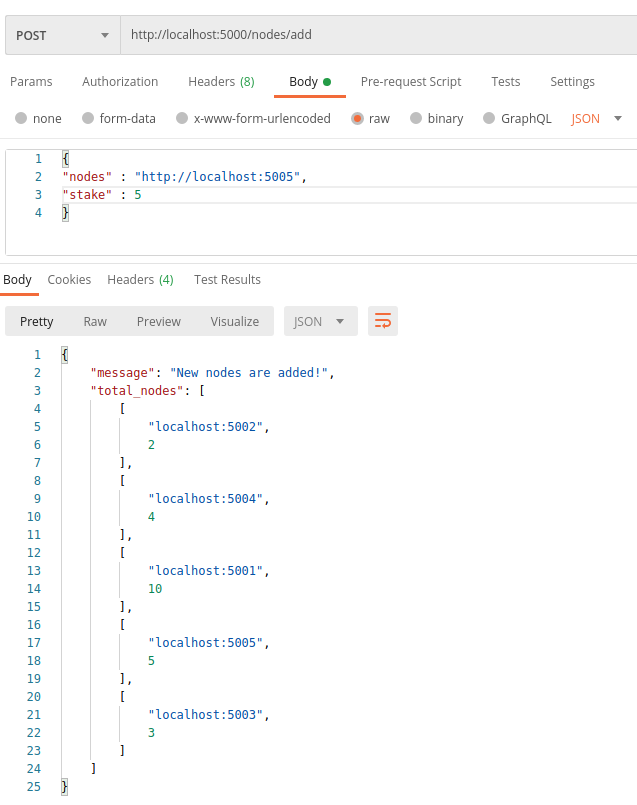 POST http://localhost:5000/nodes/add
Params Authorization Headers (8) Body Pre-request Script Tests Settings
none form-data x-www-form-urlencoded raw binary GraphQL JSON
1 {
2 "nodes" : "http://localhost:5005",
3 "stake" : 5
4 }
Body Cookies Headers (4) Test Results
Pretty Raw Preview Visualize JSON
1 {
2 "message": "New nodes are added!",
3 "total_nodes": [
4 [
5 "localhost:5002",
6 2
7 ],
8 [
9 "localhost:5004",
10 4
11 ],
12 [
13 "localhost:5001",
14 10
15 ],
16 [
17 "localhost:5005",
18 5
19 ],
20 [
21 "localhost:5003",
22 3
23 ]
24 ]
25 }